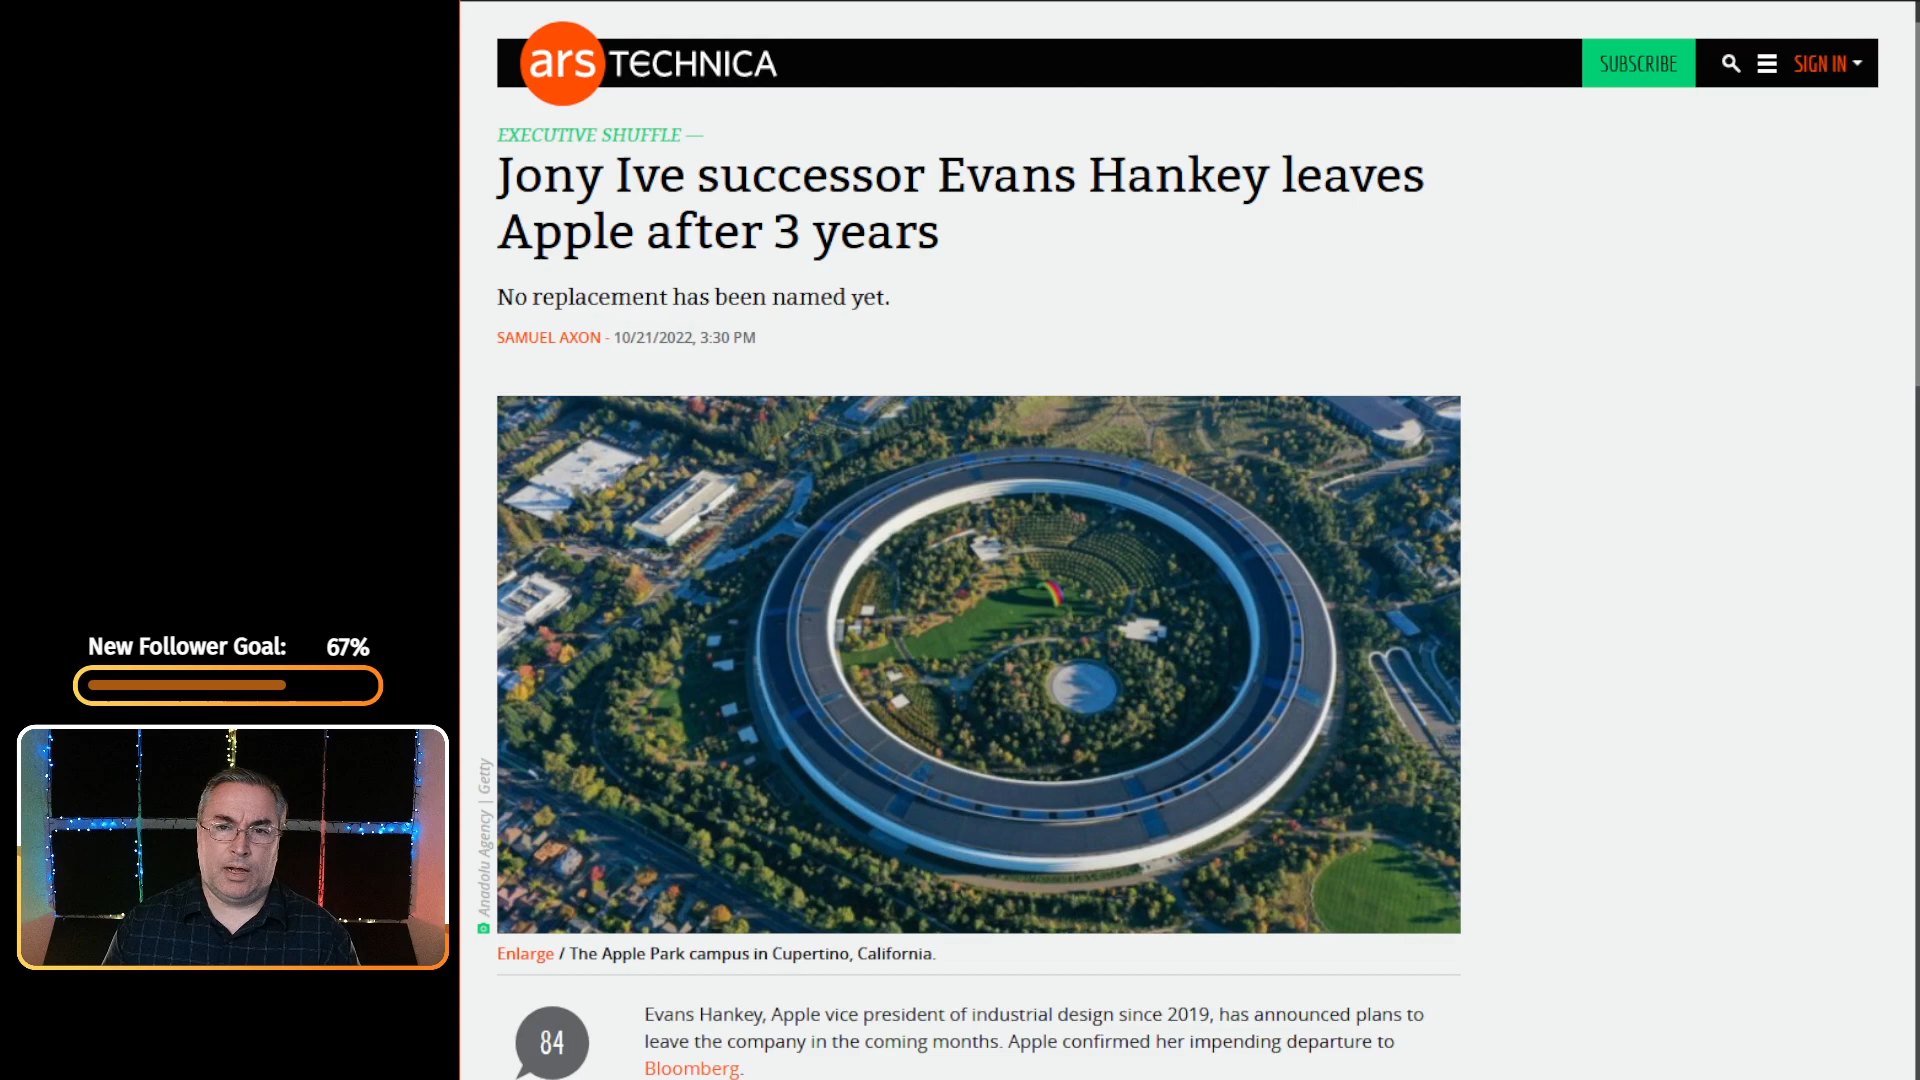 ars TECHNICA
SUBSCRIBE
SIGN IN
EXECUTIVE SHUFFLE —
Jony Ive successor Evans Hankey leaves
Apple after 3 years
No replacement has been named yet.
SAMUEL AXON - 10/21/2022, 3:30 PM
New Follower Goal: 67%
Anadolu Agency | Getty
Enlarge / The Apple Park campus in Cupertino, California.
84
Evans Hankey, Apple vice president of industrial design since 2019, has announced plans to
leave the company in the coming months. Apple confirmed her impending departure to
Bloomberg.